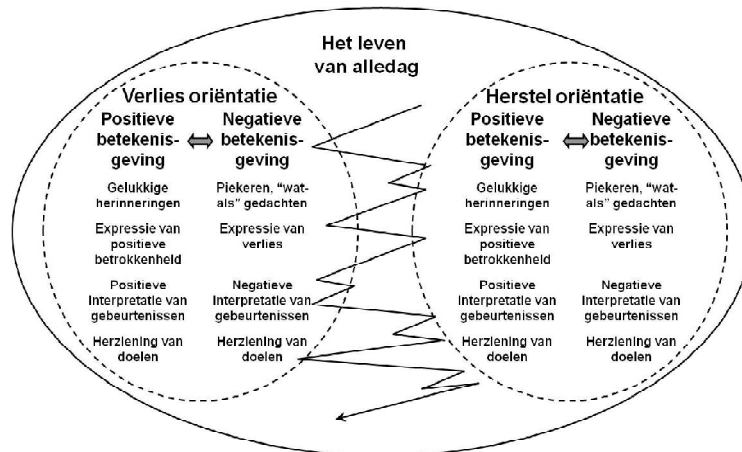 Het leven
van alledag
Verlies oriëntatie
Positieve
betekenis-
geving
Negatieve
betekenis-
geving
Gelukkige
herinneringen
Piekeren, “wat-
als” gedachten
Expressie van
positieve
betrokkenheid
Expressie van
verlies
Positieve
Interpretatie van
gebeurtenissen
Negatieve
Interpretatie van
gebeurtenissen
Herziening van
doelen
Herziening van
doelen
Herstel oriëntatie
Positieve
betekenis-
geving
Negatieve
betekenis-
geving
Gelukkige
herinneringen
Piekeren, “wat-
als” gedachten
Expressie van
positieve
betrokkenheid
Expressie van
verlies
Positieve
Interpretatie van
gebeurtenissen
Negatieve
Interpretatie van
gebeurtenissen
Herziening van
doelen
Herziening van
doelen